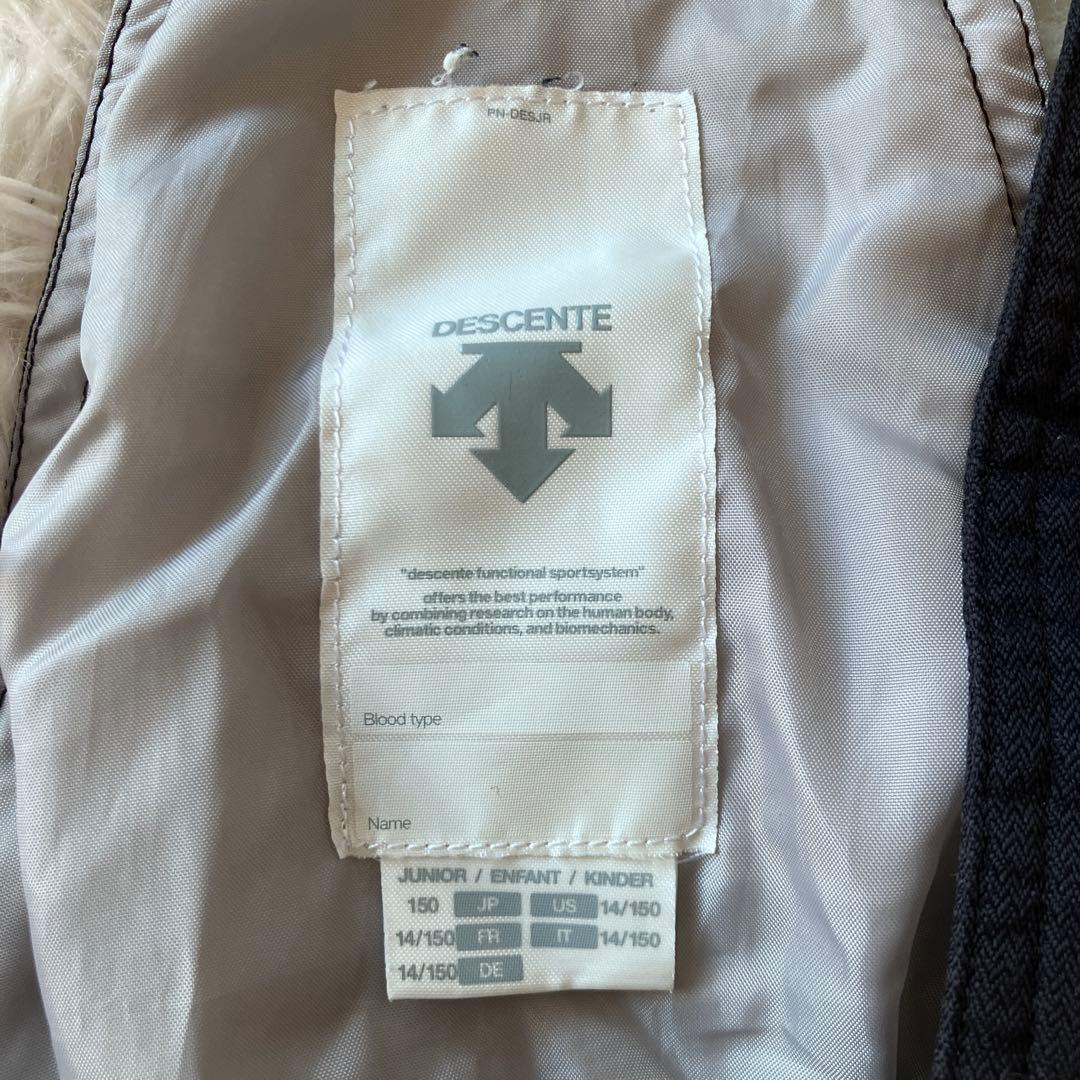 PN-DESJR
DESCENTE
"descente functional sportsystem"
offers the best performance
by combining research on the human body,
climatic conditions, and biomechanics.
Blood type
Name
JUNIOR / ENFANT / KINDER
150 JP US 14/150
14/150 FR IT 14/150
14/150 DE